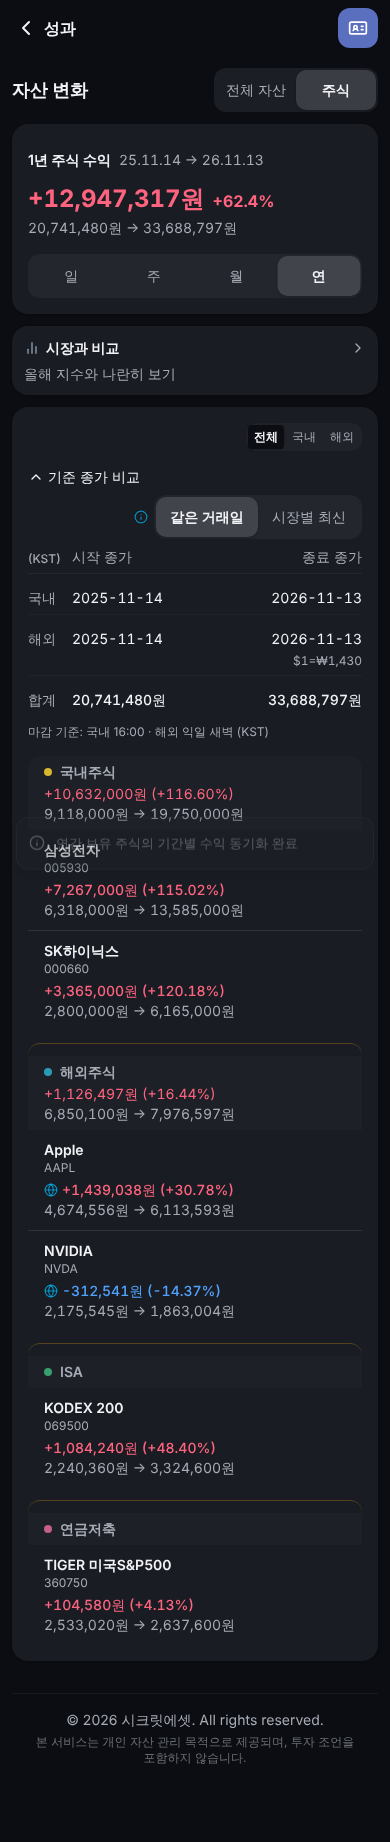 성과
자산 변화
전체 자산 주식
1년 주식 수익 25.11.14 → 26.11.13
+12,947,317원 +62.4%
20,741,480원 → 33,688,797원
일 주 월 연
시장과 비교
올해 지수와 나란히 보기
전체 국내 해외
기준 종가 비교
같은 거래일 시장별 최신
(KST) 시작 종가 종료 종가
국내 2025-11-14 2026-11-13
해외 2025-11-14 2026-11-13
$1=₩1,430
합계 20,741,480원 33,688,797원
마감 기준: 국내 16:00 · 해외 익일 새벽 (KST)
국내주식
+10,632,000원 (+116.60%)
9,118,000원 → 19,750,000원
연간 보유 주식의 기간별 수익 동기화 완료
삼성전자
005930
+7,267,000원 (+115.02%)
6,318,000원 → 13,585,000원
SK하이닉스
000660
+3,365,000원 (+120.18%)
2,800,000원 → 6,165,000원
해외주식
+1,126,497원 (+16.44%)
6,850,100원 → 7,976,597원
Apple
AAPL
+1,439,038원 (+30.78%)
4,674,556원 → 6,113,593원
NVIDIA
NVDA
-312,541원 (-14.37%)
2,175,545원 → 1,863,004원
ISA
KODEX 200
069500
+1,084,240원 (+48.40%)
2,240,360원 → 3,324,600원
연금저축
TIGER 미국S&P500
360750
+104,580원 (+4.13%)
2,533,020원 → 2,637,600원
© 2026 시크릿에셋. All rights reserved.
본 서비스는 개인 자산 관리 목적으로 제공되며, 투자 조언을
포함하지 않습니다.